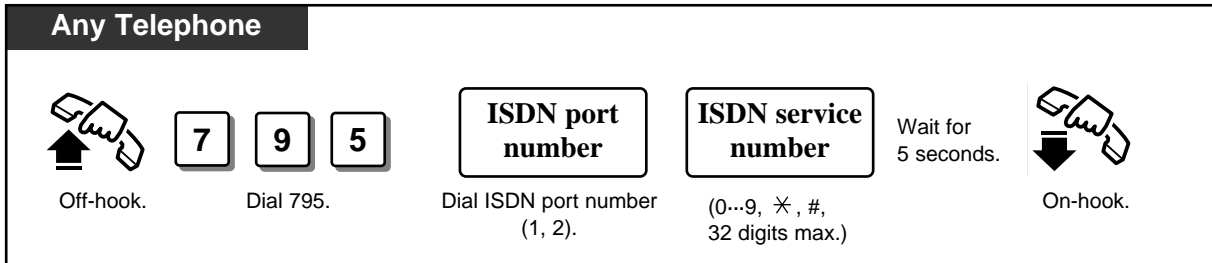 Any Telephone
7 9 5
ISDN port
number
ISDN service
number
Wait for
5 seconds.
Off-hook.
Dial 795.
Dial ISDN port number
(1, 2).
(0···9, ✳, #,
32 digits max.)
On-hook.